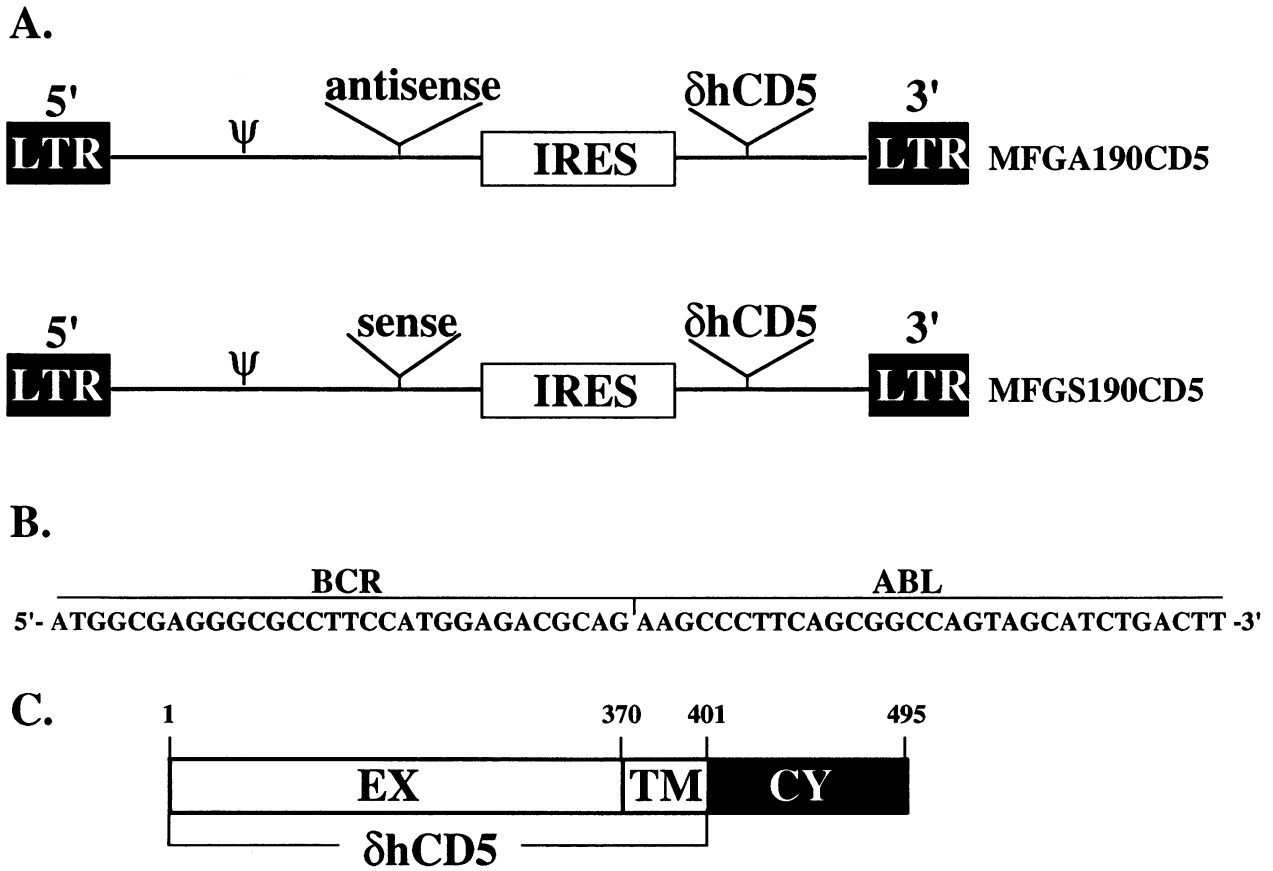 A.
5' ψ antisense δhCD5 3'
LTR IRES LTR MFGA190CD5
5' ψ sense δhCD5 3'
LTR IRES LTR MFGS190CD5
B.
BCR ABL
5'- ATGGCGAGGGCGCCTTCCATGGAGACGCAG AAGCCCTTCAGCGGCCAGTAGCATCTGACTT -3'
C.
1 370 401 495
EX TM CY
δhCD5